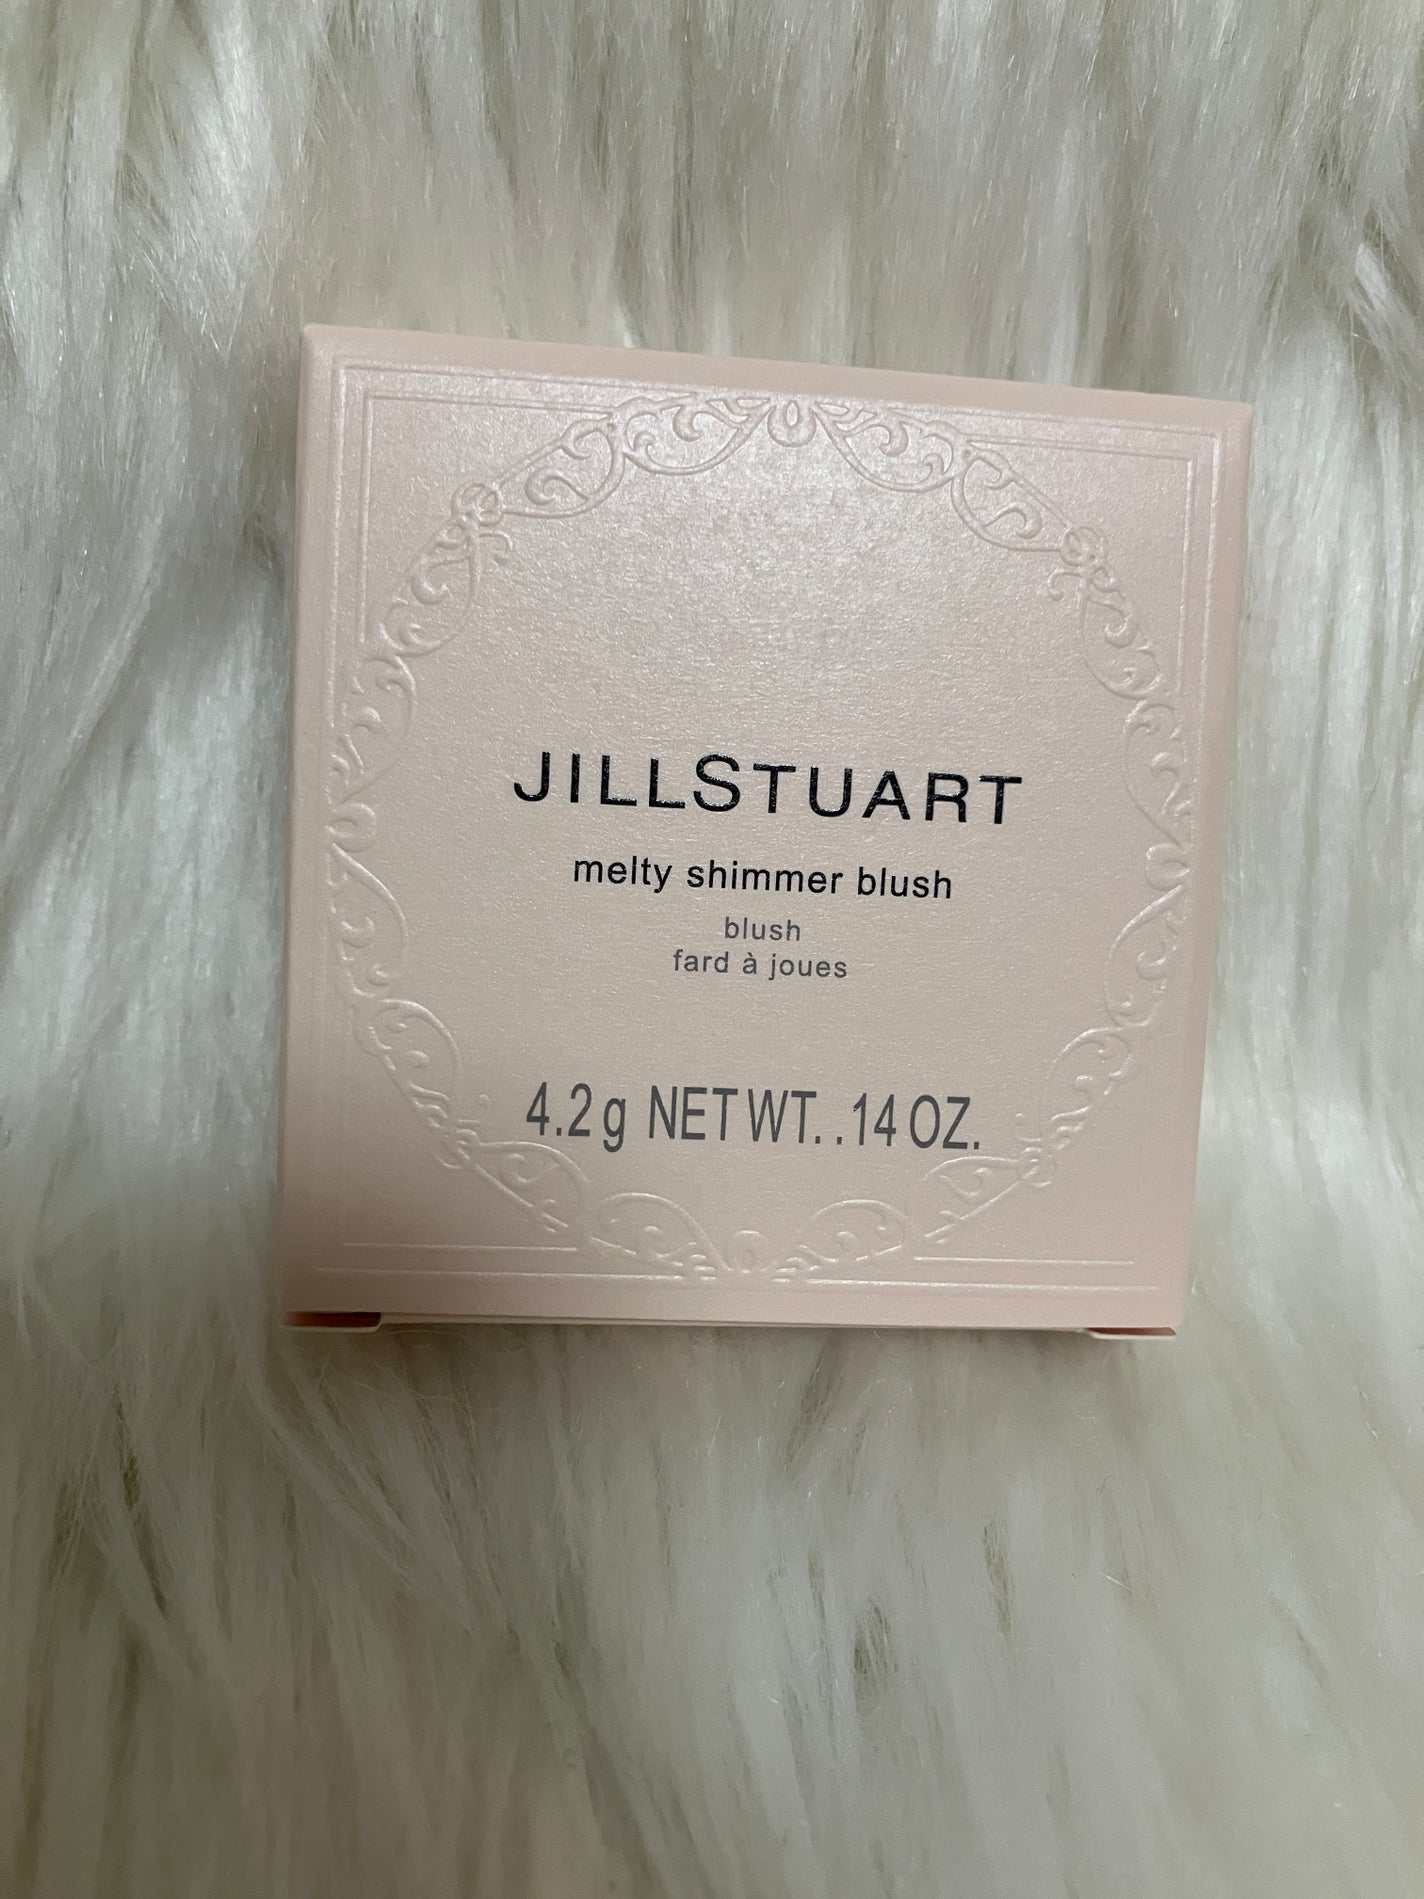 JILLSTUART
melty shimmer blush
blush
fard à joues
4.2g NET WT. .14 OZ.